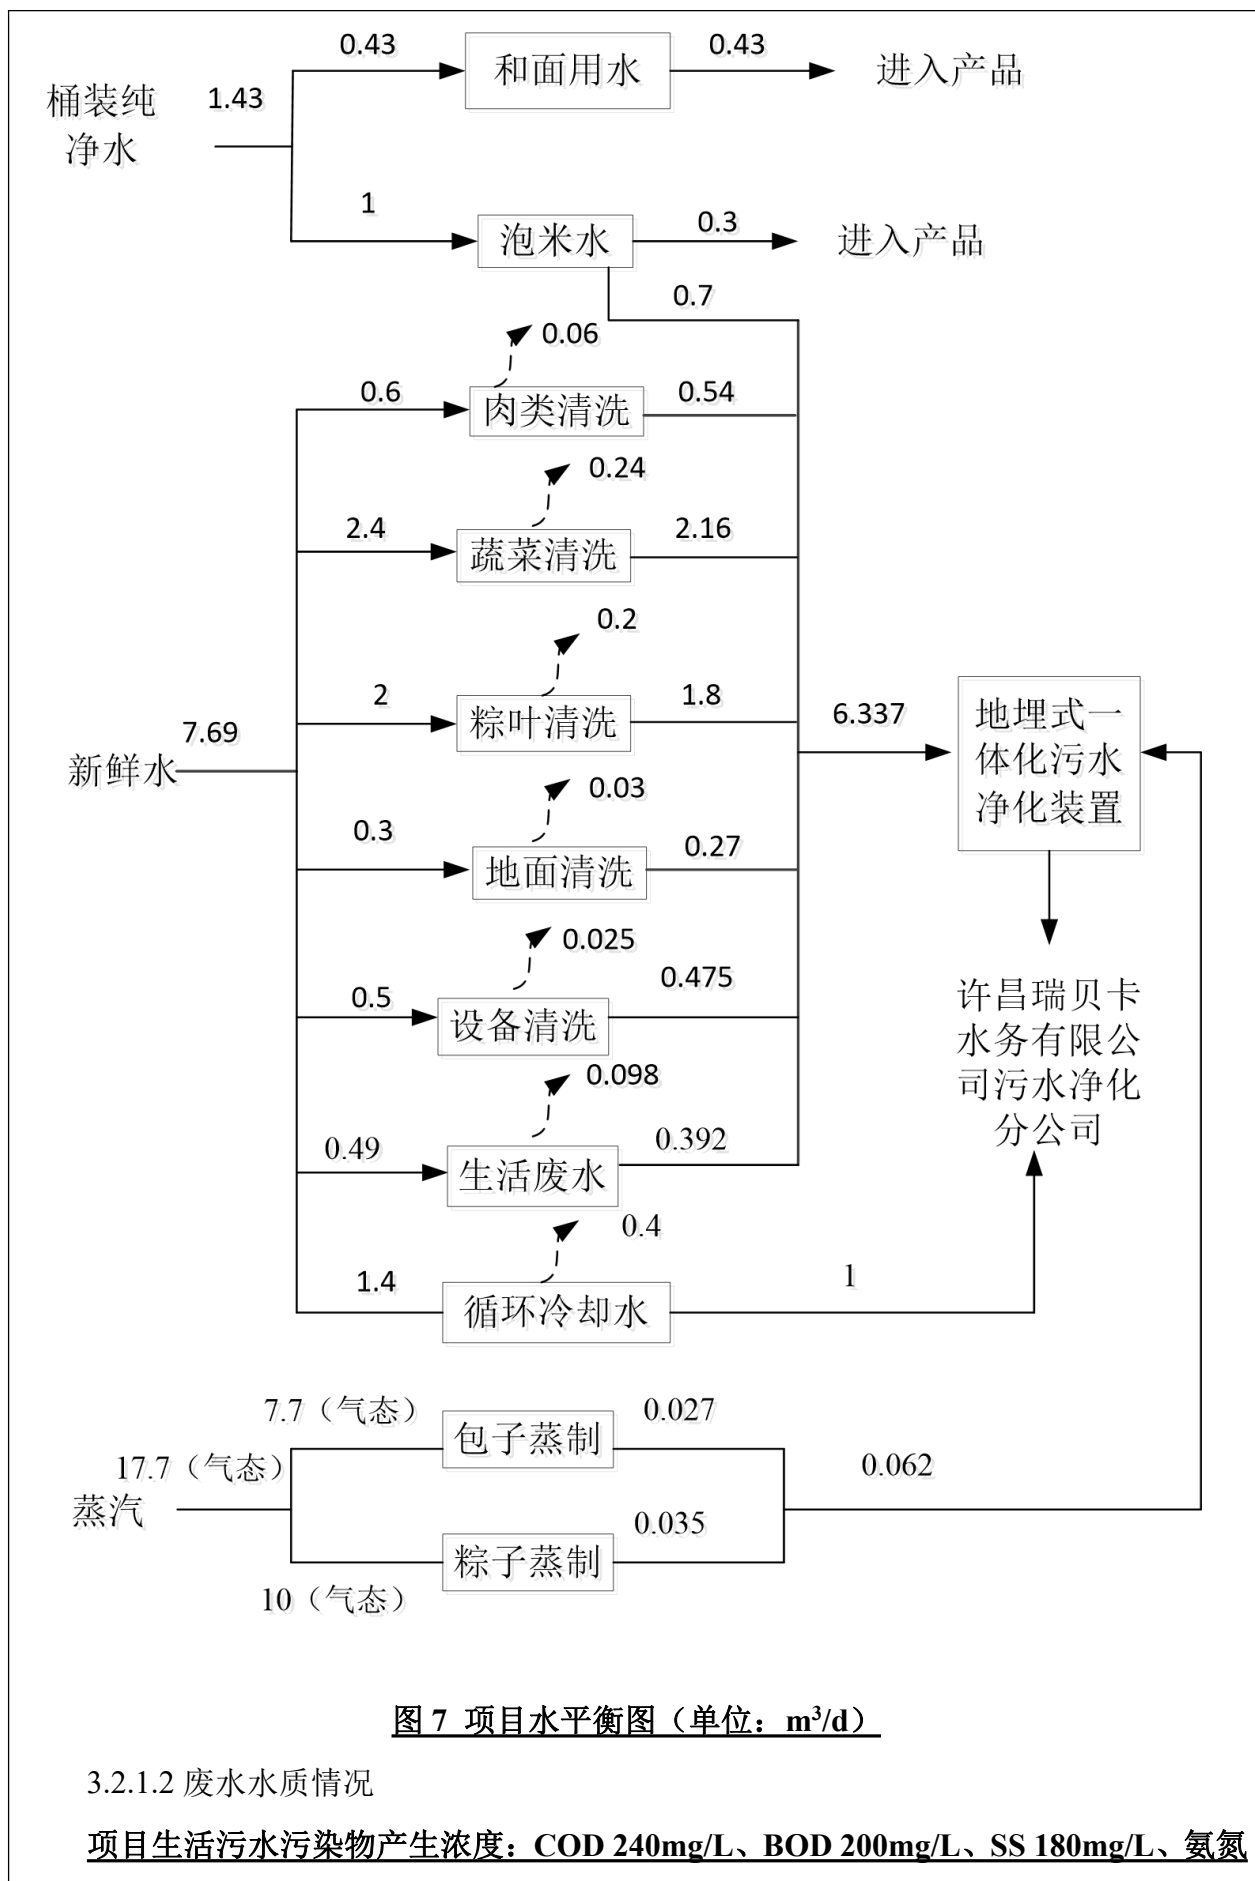 0.43
和面用水
0.43
进入产品
桶装纯
净水
1.43
1
泡米水
0.3
进入产品
0.7
0.06
0.6
肉类清洗
0.54
0.24
2.4
蔬菜清洗
2.16
0.2
2
粽叶清洗
1.8
6.337
地埋式一
体化污水
净化装置
新鲜水
7.69
0.03
0.3
地面清洗
0.27
0.025
0.5
设备清洗
0.475
许昌瑞贝卡
水务有限公
司污水净化
分公司
0.098
0.49
生活废水
0.392
0.4
1.4
循环冷却水
1
7.7（气态）
包子蒸制
0.027
17.7（气态）
蒸汽
0.062
0.035
粽子蒸制
10（气态）
图 7 项目水平衡图（单位：m³/d）
3.2.1.2 废水水质情况
项目生活污水污染物产生浓度：COD 240mg/L、BOD 200mg/L、SS 180mg/L、氨氮